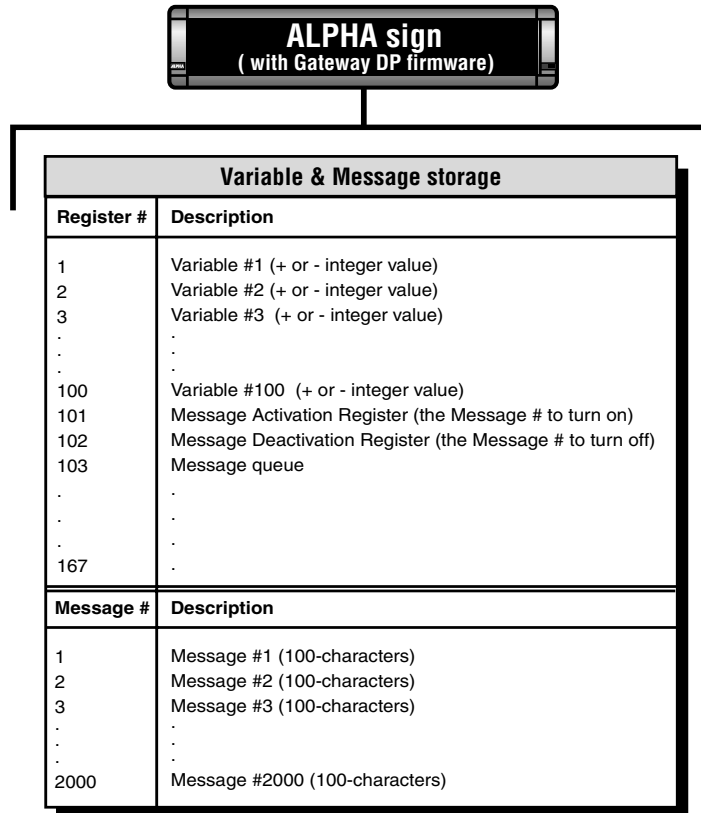 ALPHA sign
( with Gateway DP firmware)
ALPHA
Variable & Message storage
Register # Description
1 Variable #1 (+ or - integer value)
2 Variable #2 (+ or - integer value)
3 Variable #3 (+ or - integer value)
. .
. .
. .
100 Variable #100 (+ or - integer value)
101 Message Activation Register (the Message # to turn on)
102 Message Deactivation Register (the Message # to turn off)
103 Message queue
. .
. .
. .
167 .
Message # Description
1 Message #1 (100-characters)
2 Message #2 (100-characters)
3 Message #3 (100-characters)
. .
. .
. .
2000 Message #2000 (100-characters)